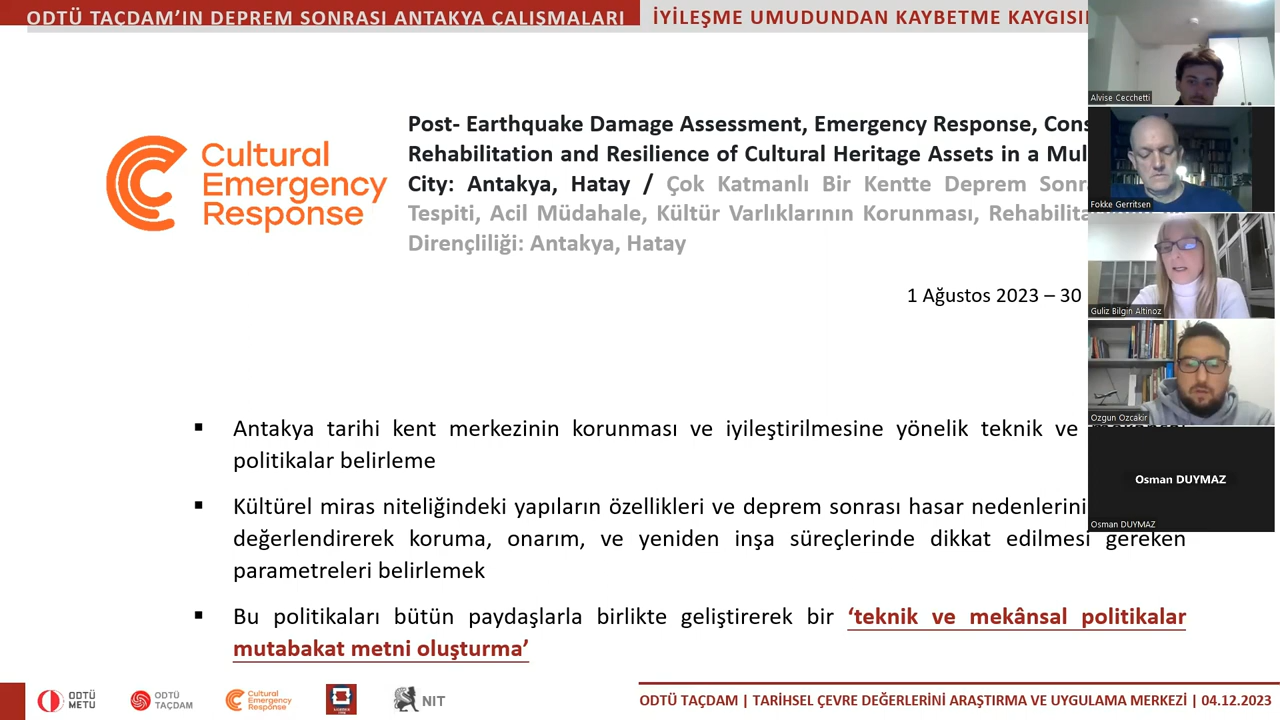 ODTÜ TAÇDAM'IN DEPREM SONRASI ANTAKYA ÇALIŞMALARI
İYİLEŞME UMUDUNDAN KAYBETME
Cultural
Emergency
Response
Post- Earthquake Damage Assessment, Emergency Response,
Rehabilitation and Resilience of Cultural Heritage Assets in a
City: Antakya, Hatay / Çok Katmanlı Bir Kentte Deprem
Tespiti, Acil Müdahale, Kültür Varlıklarının Korunması,
Dirençliliği: Antakya, Hatay
1 Ağustos 2023 – 30
▪ Antakya tarihi kent merkezinin korunması ve iyileştirilmesine yönelik teknik ve
politikalar belirleme
▪ Kültürel miras niteliğindeki yapıların özellikleri ve deprem sonrası hasar nedenlerini
değerlendirerek koruma, onarım, ve yeniden inşa süreçlerinde dikkat edilmesi gereken
parametreleri belirlemek
▪ Bu politikaları bütün paydaşlarla birlikte geliştirerek bir ‘teknik ve mekânsal politikalar
mutabakat metni oluşturma’
Alvise Cecchetti
Fokke Gerritsen
Guliz Bilgin Altinoz
Ozgun Ozcakir
Osman DUYMAZ
Osman DUYMAZ
ODTÜ
METU
ODTÜ
TAÇDAM
Cultural
Emergency
Response
NIT
ODTÜ TAÇDAM | TARİHSEL ÇEVRE DEĞERLERİNİ ARAŞTIRMA VE UYGULAMA MERKEZİ | 04.12.2023